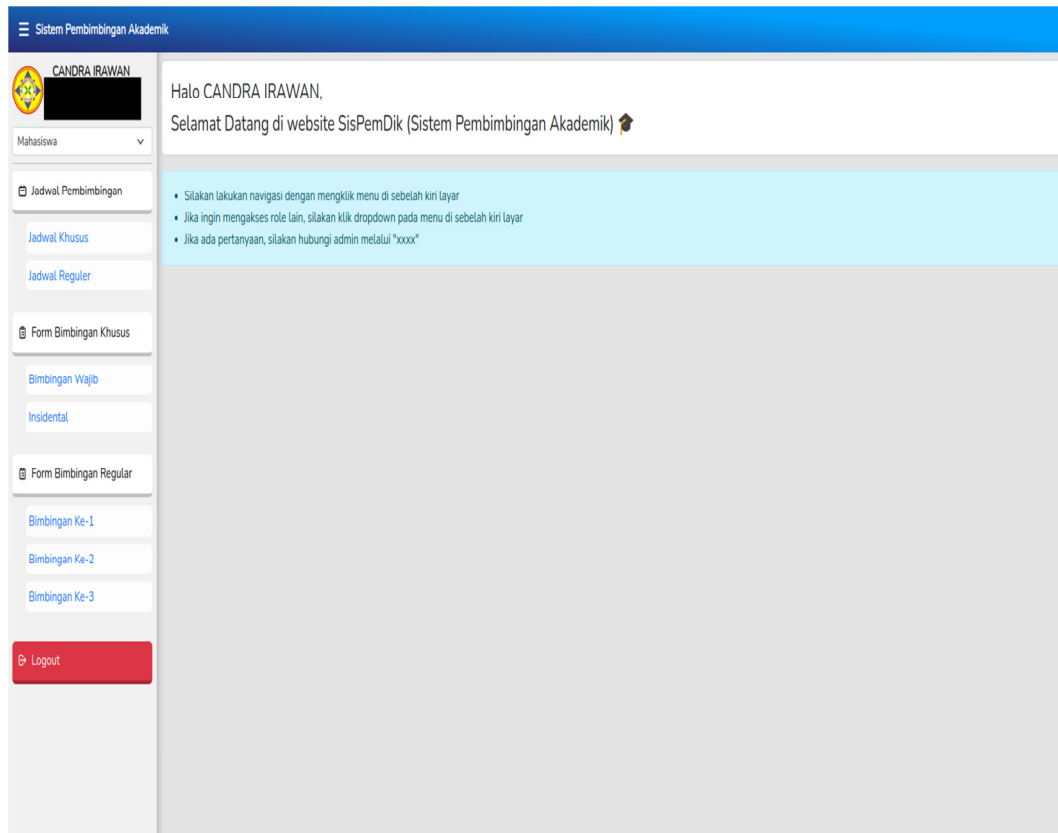 Sistem Pembimbingan Akademik
CANDRA IRAWAN
Mahasiswa
Jadwal Pembimbingan
Jadwal Khusus
Jadwal Reguler
Form Bimbingan Khusus
Bimbingan Wajib
Insidental
Form Bimbingan Regular
Bimbingan Ke-1
Bimbingan Ke-2
Bimbingan Ke-3
Logout
Halo CANDRA IRAWAN,
Selamat Datang di website SisPemDik (Sistem Pembimbingan Akademik)
• Silakan lakukan navigasi dengan mengklik menu di sebelah kiri layar
• Jika ingin mengakses role lain, silakan klik dropdown pada menu di sebelah kiri layar
• Jika ada pertanyaan, silakan hubungi admin melalui "xxxx"